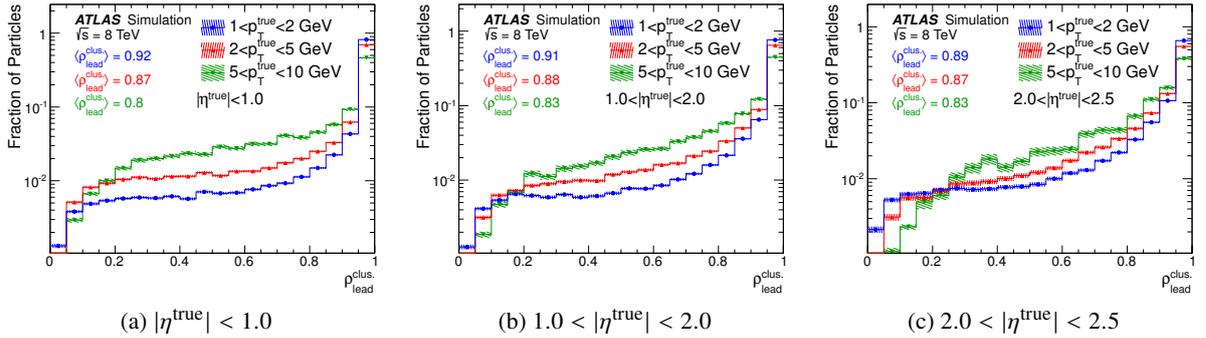 ATLAS Simulation
√s = 8 TeV
⟨ρ_lead^clus.⟩ = 0.92
⟨ρ_lead^clus.⟩ = 0.87
⟨ρ_lead^clus.⟩ = 0.8
1<p_T^true<2 GeV
2<p_T^true<5 GeV
5<p_T^true<10 GeV
|η^true|<1.0
Fraction of Particles
1
10^-1
10^-2
0 0.2 0.4 0.6 0.8 1
ρ_lead^clus.
(a) |η^true| < 1.0
ATLAS Simulation
√s = 8 TeV
⟨ρ_lead^clus.⟩ = 0.91
⟨ρ_lead^clus.⟩ = 0.88
⟨ρ_lead^clus.⟩ = 0.83
1<p_T^true<2 GeV
2<p_T^true<5 GeV
5<p_T^true<10 GeV
1.0<|η^true|<2.0
Fraction of Particles
1
10^-1
10^-2
0 0.2 0.4 0.6 0.8 1
ρ_lead^clus.
(b) 1.0 < |η^true| < 2.0
ATLAS Simulation
√s = 8 TeV
⟨ρ_lead^clus.⟩ = 0.89
⟨ρ_lead^clus.⟩ = 0.87
⟨ρ_lead^clus.⟩ = 0.83
1<p_T^true<2 GeV
2<p_T^true<5 GeV
5<p_T^true<10 GeV
2.0<|η^true|<2.5
Fraction of Particles
1
10^-1
10^-2
0 0.2 0.4 0.6 0.8 1
ρ_lead^clus.
(c) 2.0 < |η^true| < 2.5